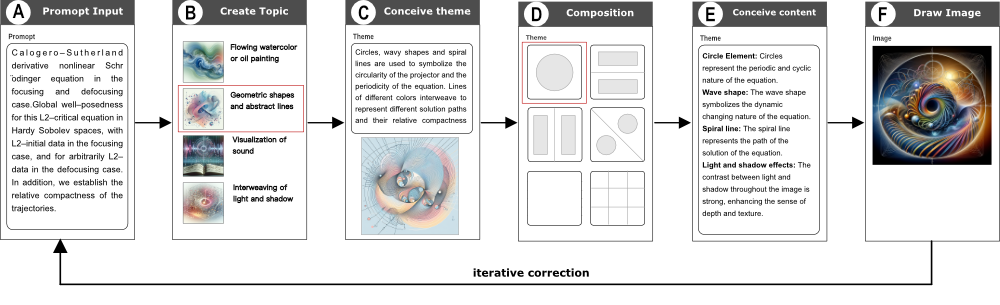 A Promopt Input
Promopt
Calogero–Sutherland
derivative nonlinear Schr
¨odinger equation in the
focusing and defocusing
case.Global well–posedness
for this L2–critical equation in
Hardy Sobolev spaces, with
L2–initial data in the focusing
case, and for arbitrarily L2–
data in the defocusing case.
In addition, we establish the
relative compactness of the
trajectories.
B Create Topic
Flowing watercolor
or oil painting
Geometric shapes
and abstract lines
Visualization of
sound
Interweaving of
light and shadow
C Conceive theme
Theme
Circles, wavy shapes and spiral
lines are used to symbolize the
circularity of the projector and the
periodicity of the equation. Lines
of different colors interweave to
represent different solution paths
and their relative compactness
D Composition
Theme
E Conceive content
Theme
Circle Element: Circles
represent the periodic and cyclic
nature of the equation.
Wave shape: The wave shape
symbolizes the dynamic
changing nature of the equation.
Spiral line: The spiral line
represents the path of the
solution of the equation.
Light and shadow effects: The
contrast between light and
shadow throughout the image is
strong, enhancing the sense of
depth and texture.
F Draw Image
Image
iterative correction